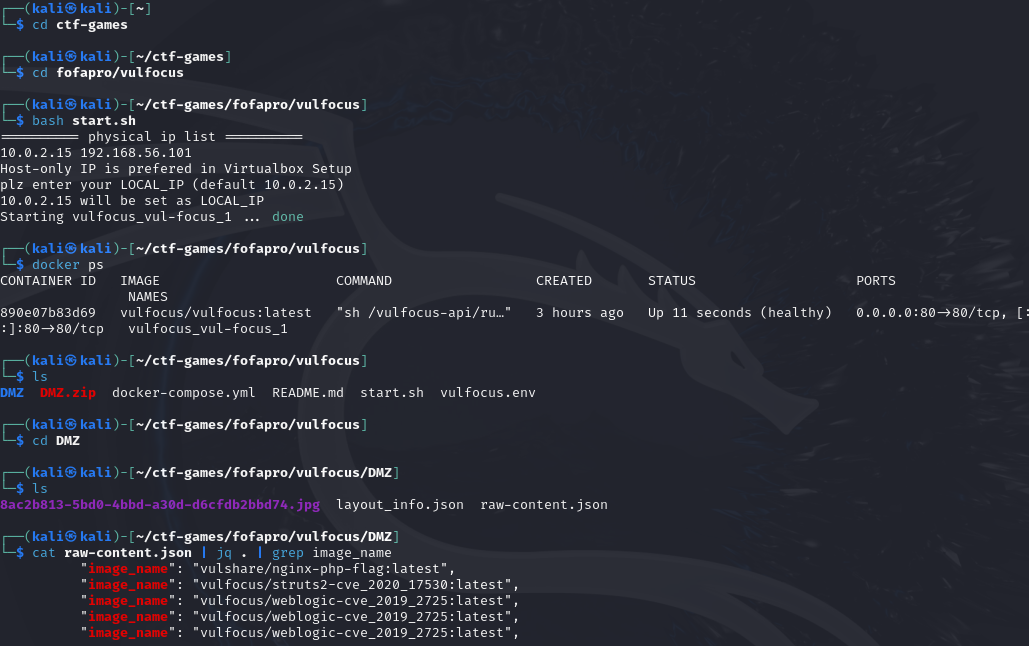 ┌──(kali㉿kali)-[~]
└─$ cd ctf-games
┌──(kali㉿kali)-[~/ctf-games]
└─$ cd fofapro/vulfocus
┌──(kali㉿kali)-[~/ctf-games/fofapro/vulfocus]
└─$ bash start.sh
========== physical ip list ==========
10.0.2.15 192.168.56.101
Host-only IP is prefered in Virtualbox Setup
plz enter your LOCAL_IP (default 10.0.2.15)
10.0.2.15 will be set as LOCAL_IP
Starting vulfocus_vul-focus_1 ... done
┌──(kali㉿kali)-[~/ctf-games/fofapro/vulfocus]
└─$ docker ps
CONTAINER ID   IMAGE                      COMMAND                  CREATED       STATUS                    PORTS
                NAMES
890e07b83d69   vulfocus/vulfocus:latest   "sh /vulfocus-api/ru…"   3 hours ago   Up 11 seconds (healthy)   0.0.0.0:80->80/tcp, [:
:]:80->80/tcp   vulfocus_vul-focus_1
┌──(kali㉿kali)-[~/ctf-games/fofapro/vulfocus]
└─$ ls
DMZ  DMZ.zip  docker-compose.yml  README.md  start.sh  vulfocus.env
┌──(kali㉿kali)-[~/ctf-games/fofapro/vulfocus]
└─$ cd DMZ
┌──(kali㉿kali)-[~/ctf-games/fofapro/vulfocus/DMZ]
└─$ ls
8ac2b813-5bd0-4bbd-a30d-d6cfdb2bbd74.jpg  layout_info.json  raw-content.json
┌──(kali㉿kali)-[~/ctf-games/fofapro/vulfocus/DMZ]
└─$ cat raw-content.json | jq . | grep image_name
          "image_name": "vulshare/nginx-php-flag:latest",
          "image_name": "vulfocus/struts2-cve_2020_17530:latest",
          "image_name": "vulfocus/weblogic-cve_2019_2725:latest",
          "image_name": "vulfocus/weblogic-cve_2019_2725:latest",
          "image_name": "vulfocus/weblogic-cve_2019_2725:latest",